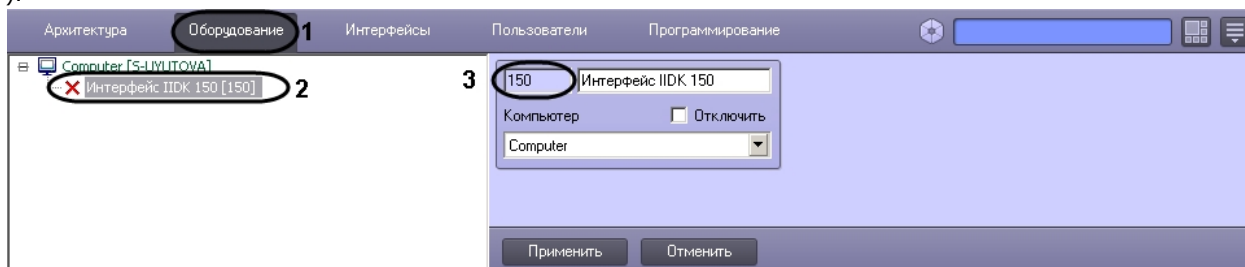 ).
Архитектура Оборудование 1 Интерфейсы Пользователи Программирование
Computer [S-LIYUTOVA]
Интерфейс IIDK 150 [150] 2
3 150 Интерфейс IIDK 150
Компьютер Отключить
Computer
Применить Отменить